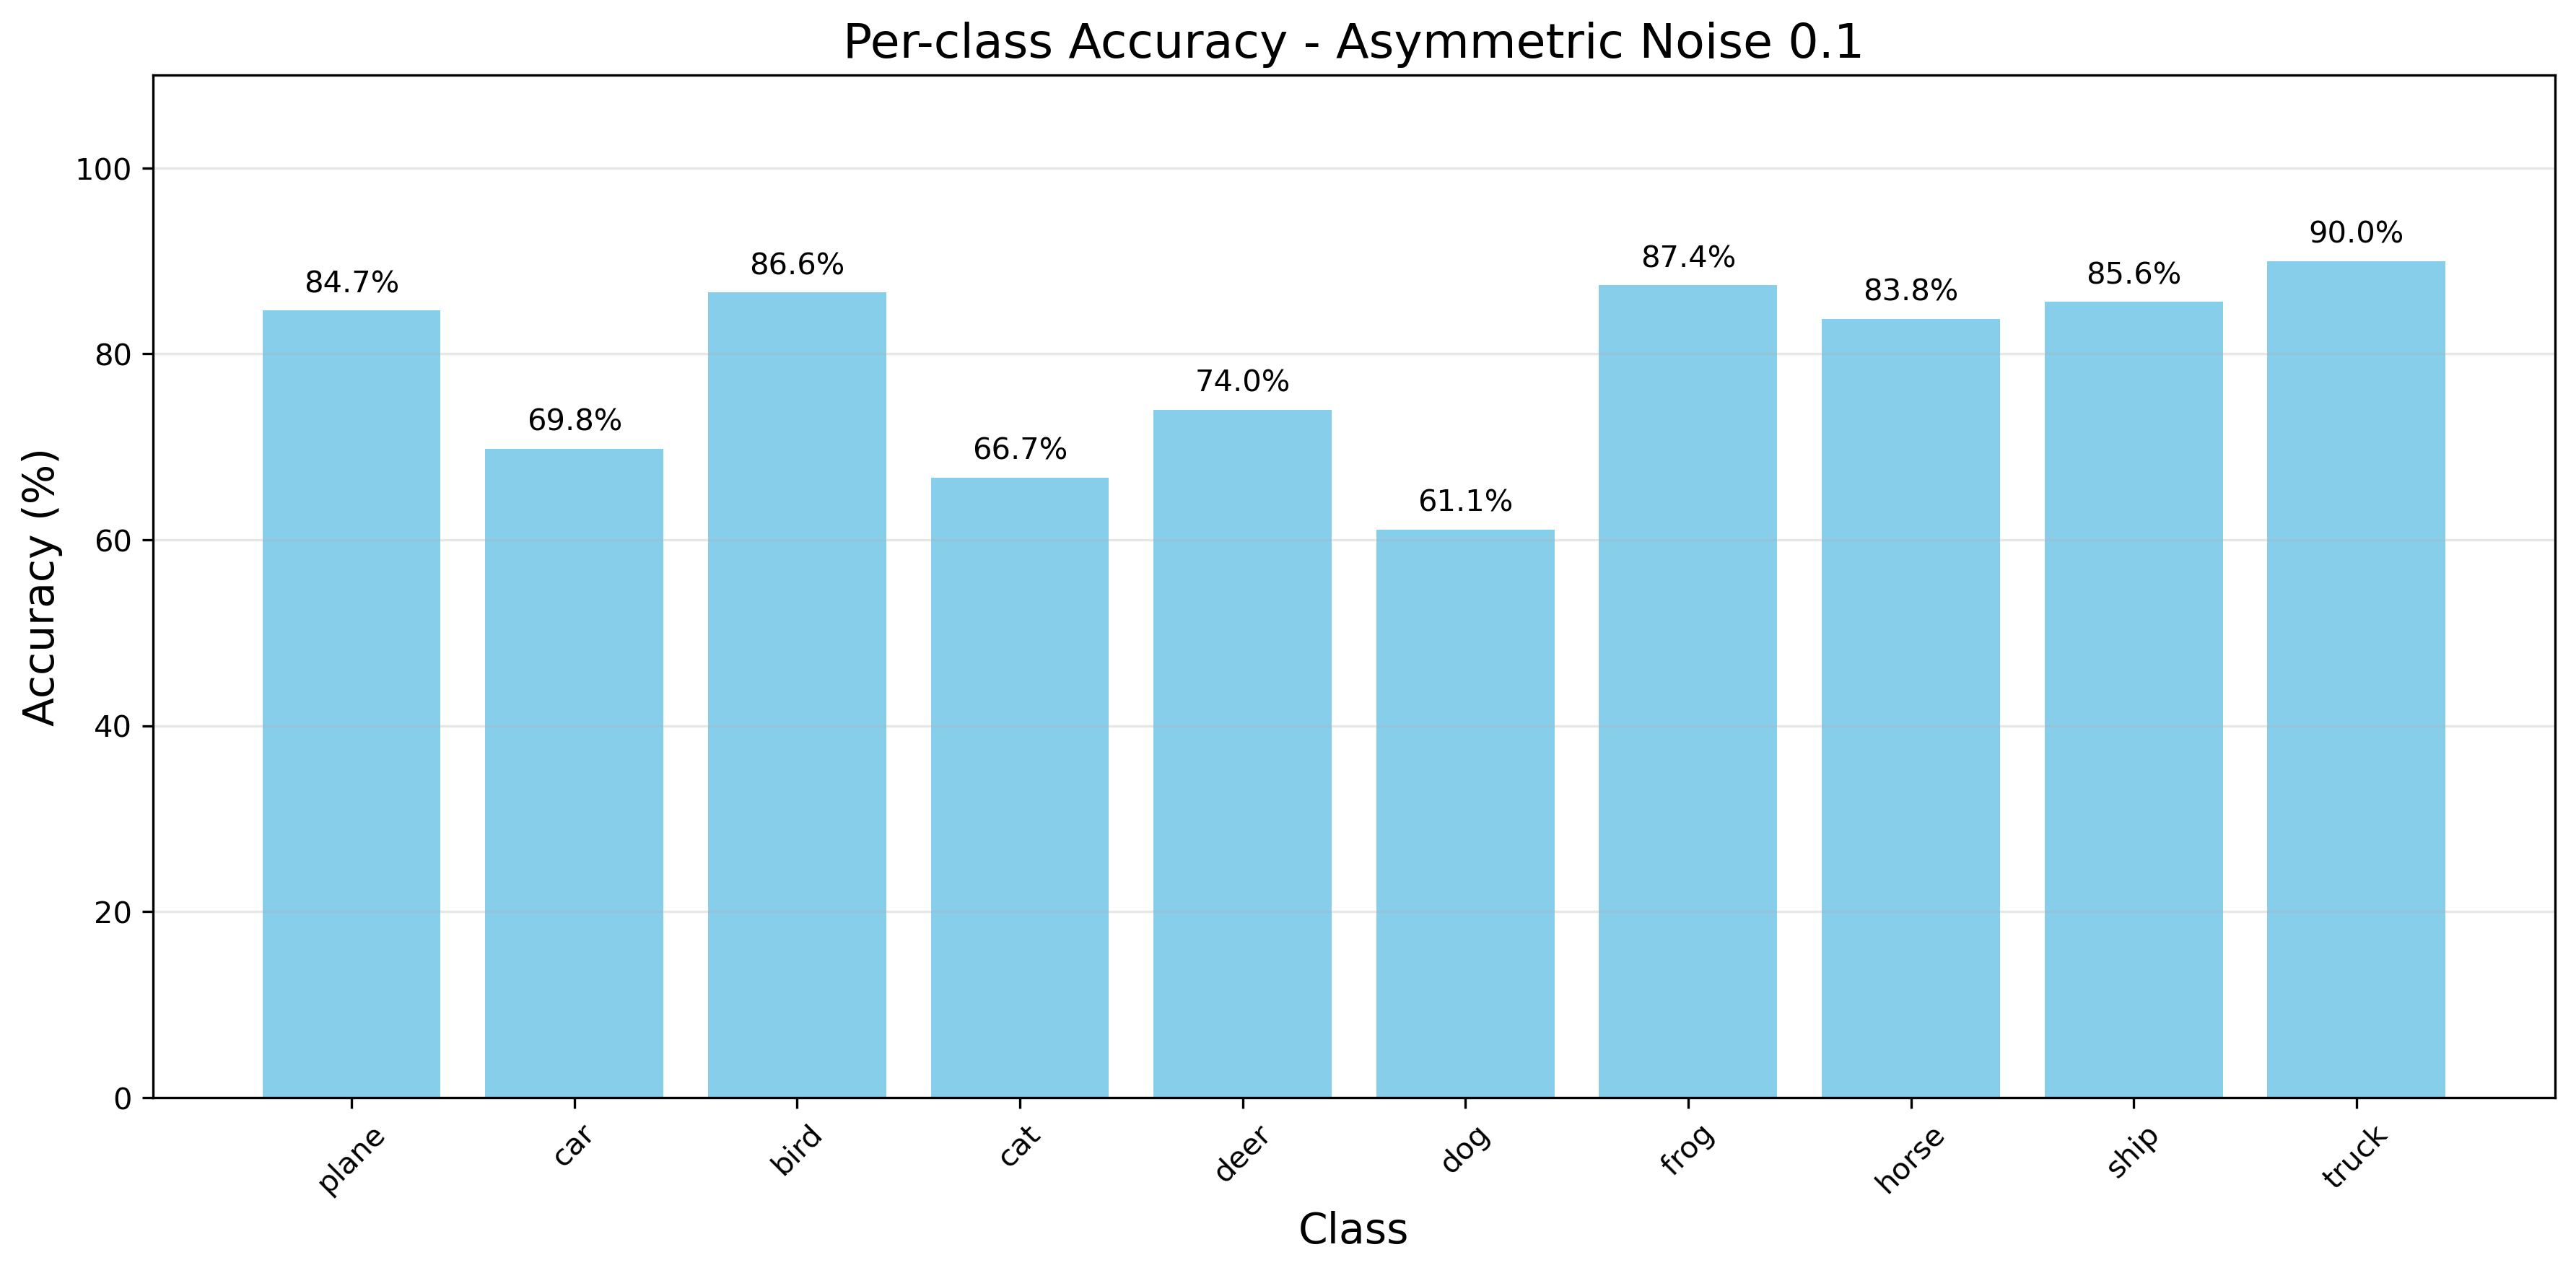 Per-class Accuracy - Asymmetric Noise 0.1
Accuracy (%)
100
80
60
40
20
0
84.7%
69.8%
86.6%
66.7%
74.0%
61.1%
87.4%
83.8%
85.6%
90.0%
plane
car
bird
cat
deer
dog
frog
horse
ship
truck
Class